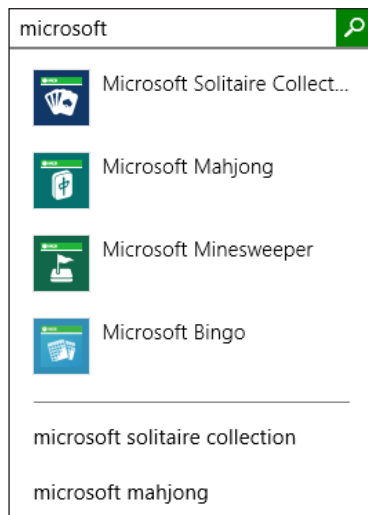 microsoft
Microsoft Solitaire Collect...
Microsoft Mahjong
Microsoft Minesweeper
Microsoft Bingo
microsoft solitaire collection
microsoft mahjong